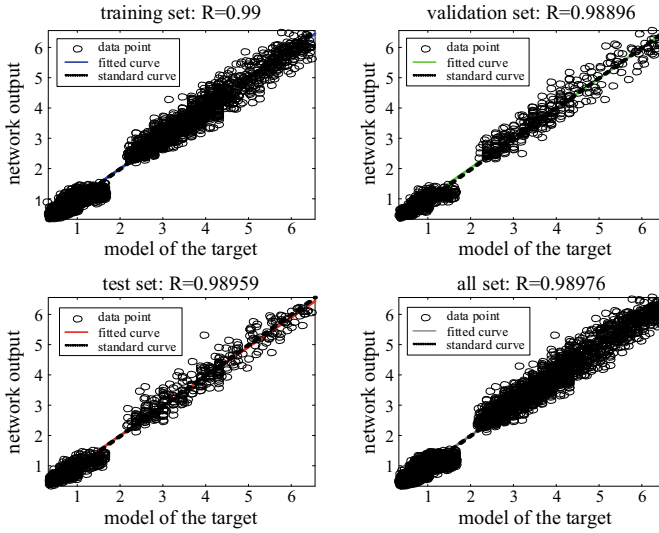 training set: R=0.99
data point
fitted curve
standard curve
network output
6
5
4
3
2
1
1 2 3 4 5 6
model of the target
validation set: R=0.98896
data point
fitted curve
standard curve
network output
6
5
4
3
2
1
1 2 3 4 5 6
model of the target
test set: R=0.98959
data point
fitted curve
standard curve
network output
6
5
4
3
2
1
1 2 3 4 5 6
model of the target
all set: R=0.98976
data point
fitted curve
standard curve
network output
6
5
4
3
2
1
1 2 3 4 5 6
model of the target